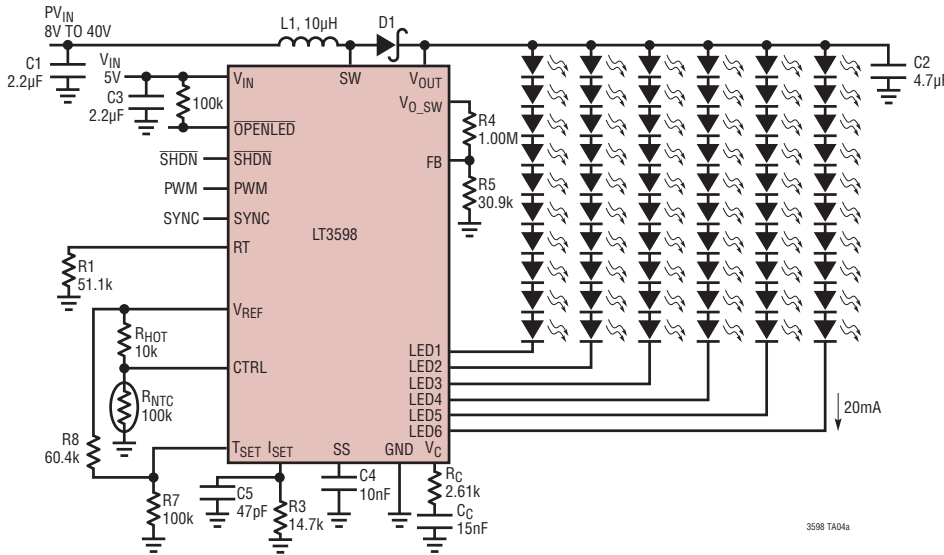 PVIN
8V TO 40V
L1, 10µH
D1
C1
2.2µF
VIN
5V
C3
2.2µF
100k
VIN
SW
VOUT
C2
4.7µF
VO_SW
R4
1.00M
OPENLED
SHDN
SHDN
FB
PWM
PWM
R5
30.9k
SYNC
SYNC
LT3598
RT
R1
51.1k
VREF
RHOT
10k
CTRL
LED1
LED2
LED3
LED4
LED5
LED6
20mA
RNTC
100k
R8
60.4k
TSET
ISET
SS
GND
VC
R7
100k
C5
47pF
R3
14.7k
C4
10nF
RC
2.61k
CC
15nF
3598 TA04a